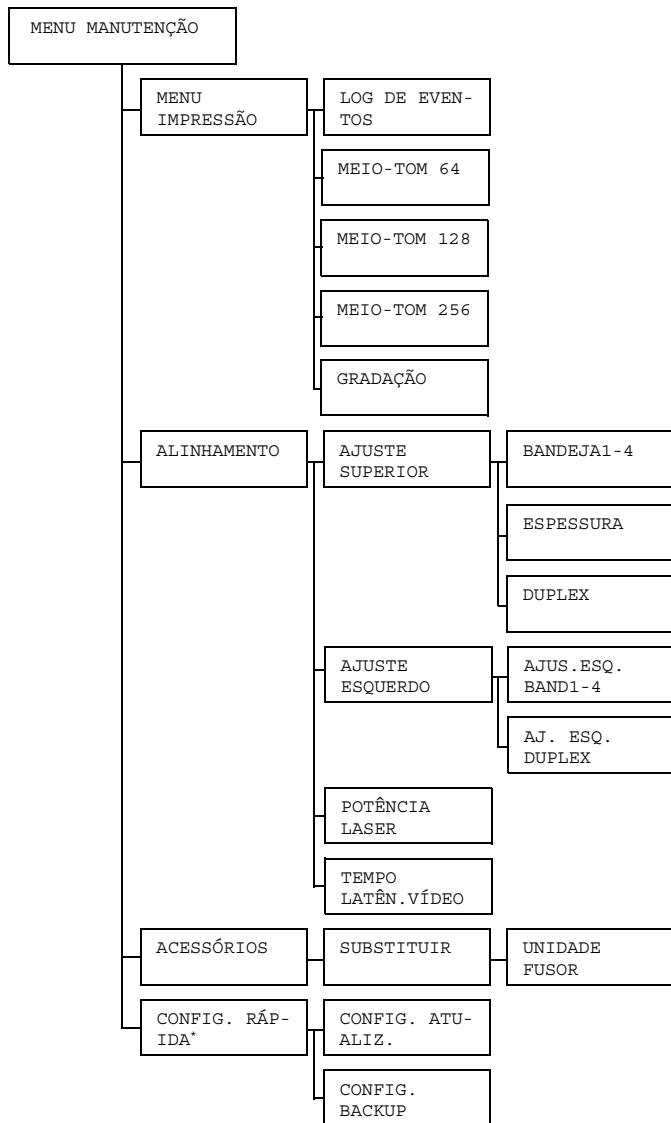 MENU MANUTENÇÃO
MENU
IMPRESSÃO
LOG DE EVEN-
TOS
MEIO-TOM 64
MEIO-TOM 128
MEIO-TOM 256
GRADAÇÃO
ALINHAMENTO
AJUSTE
SUPERIOR
BANDEJA1-4
ESPESSURA
DUPLEX
AJUSTE
ESQUERDO
AJUS.ESQ.
BAND1-4
AJ. ESQ.
DUPLEX
POTÊNCIA
LASER
TEMPO
LATÊN.VÍDEO
ACESSÓRIOS
SUBSTITUIR
UNIDADE
FUSOR
CONFIG. RÁP-
IDA*
CONFIG. ATU-
ALIZ.
CONFIG.
BACKUP